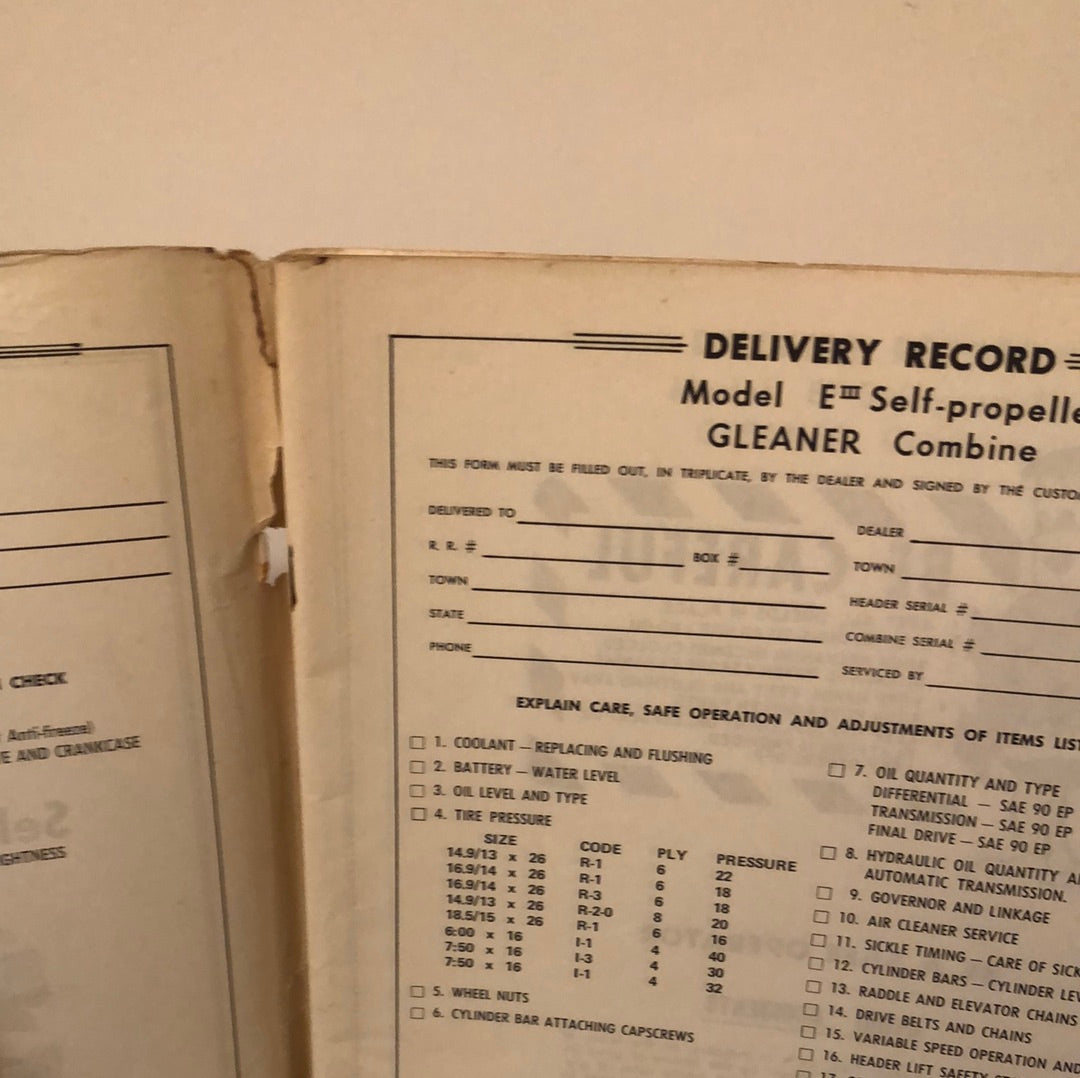 CHECK
Anti-freeze)
AND CRANKCASE
DELIVERY RECORD
Model EIII Self-propelle
GLEANER Combine
THIS FORM MUST BE FILLED OUT, IN TRIPLICATE, BY THE DEALER AND SIGNED BY THE CUSTO
DELIVERED TO
R. R. # BOX #
TOWN
STATE
PHONE
DEALER
TOWN
HEADER SERIAL #
COMBINE SERIAL #
SERVICED BY
EXPLAIN CARE, SAFE OPERATION AND ADJUSTMENTS OF ITEMS LIST
1. COOLANT — REPLACING AND FLUSHING
2. BATTERY — WATER LEVEL
3. OIL LEVEL AND TYPE
4. TIRE PRESSURE
SIZE CODE PLY PRESSURE
14.9/13 x 26 R-1 6 22
16.9/14 x 26 R-1 6 18
16.9/14 x 26 R-3 6 18
14.9/13 x 26 R-2-0 8 20
18.5/15 x 26 R-1 6 16
6:00 x 16 I-1 4 40
7:50 x 16 I-3 4 30
7:50 x 16 I-1 4 32
5. WHEEL NUTS
6. CYLINDER BAR ATTACHING CAPSCREWS
7. OIL QUANTITY AND TYPE
DIFFERENTIAL — SAE 90 EP
TRANSMISSION — SAE 90 EP
FINAL DRIVE — SAE 90 EP
8. HYDRAULIC OIL QUANTITY A
AUTOMATIC TRANSMISSION.
9. GOVERNOR AND LINKAGE
10. AIR CLEANER SERVICE
11. SICKLE TIMING — CARE OF SICK
12. CYLINDER BARS — CYLINDER LEV
13. RADDLE AND ELEVATOR CHAINS
14. DRIVE BELTS AND CHAINS
15. VARIABLE SPEED OPERATION AND
16. HEADER LIFT SAFETY